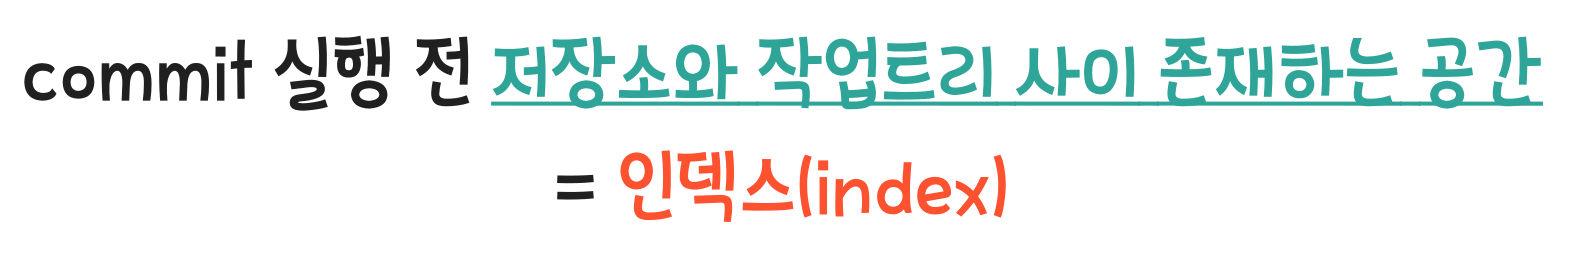 commit 실행 전 저장소와 작업트리 사이 존재하는 공간
= 인덱스(index)